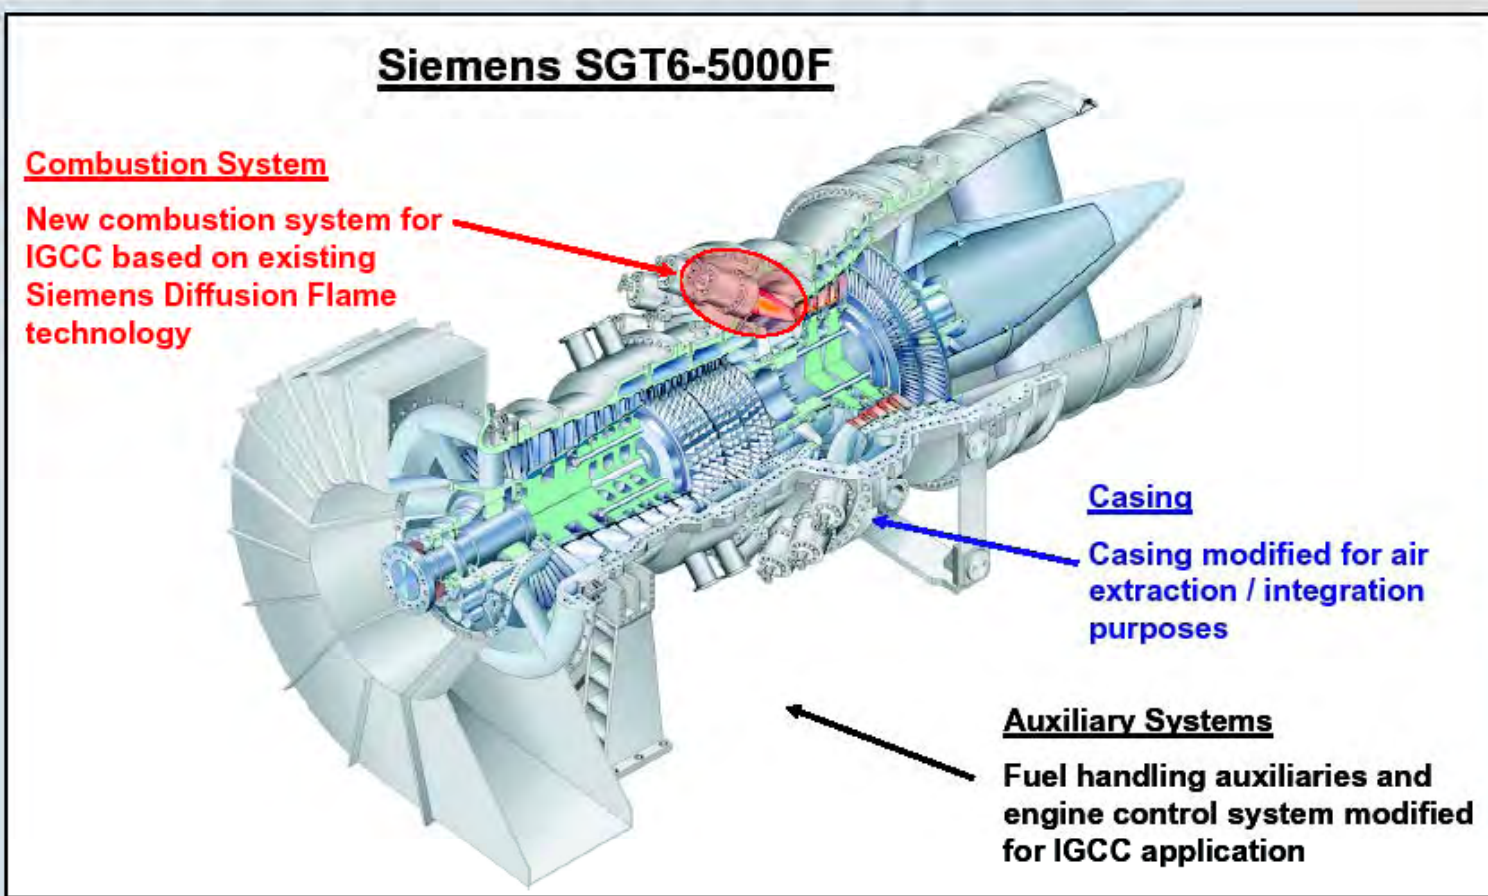 Siemens SGT6-5000F
Combustion System
New combustion system for
IGCC based on existing
Siemens Diffusion Flame
technology
Casing
Casing modified for air
extraction / integration
purposes
Auxiliary Systems
Fuel handling auxiliaries and
engine control system modified
for IGCC application